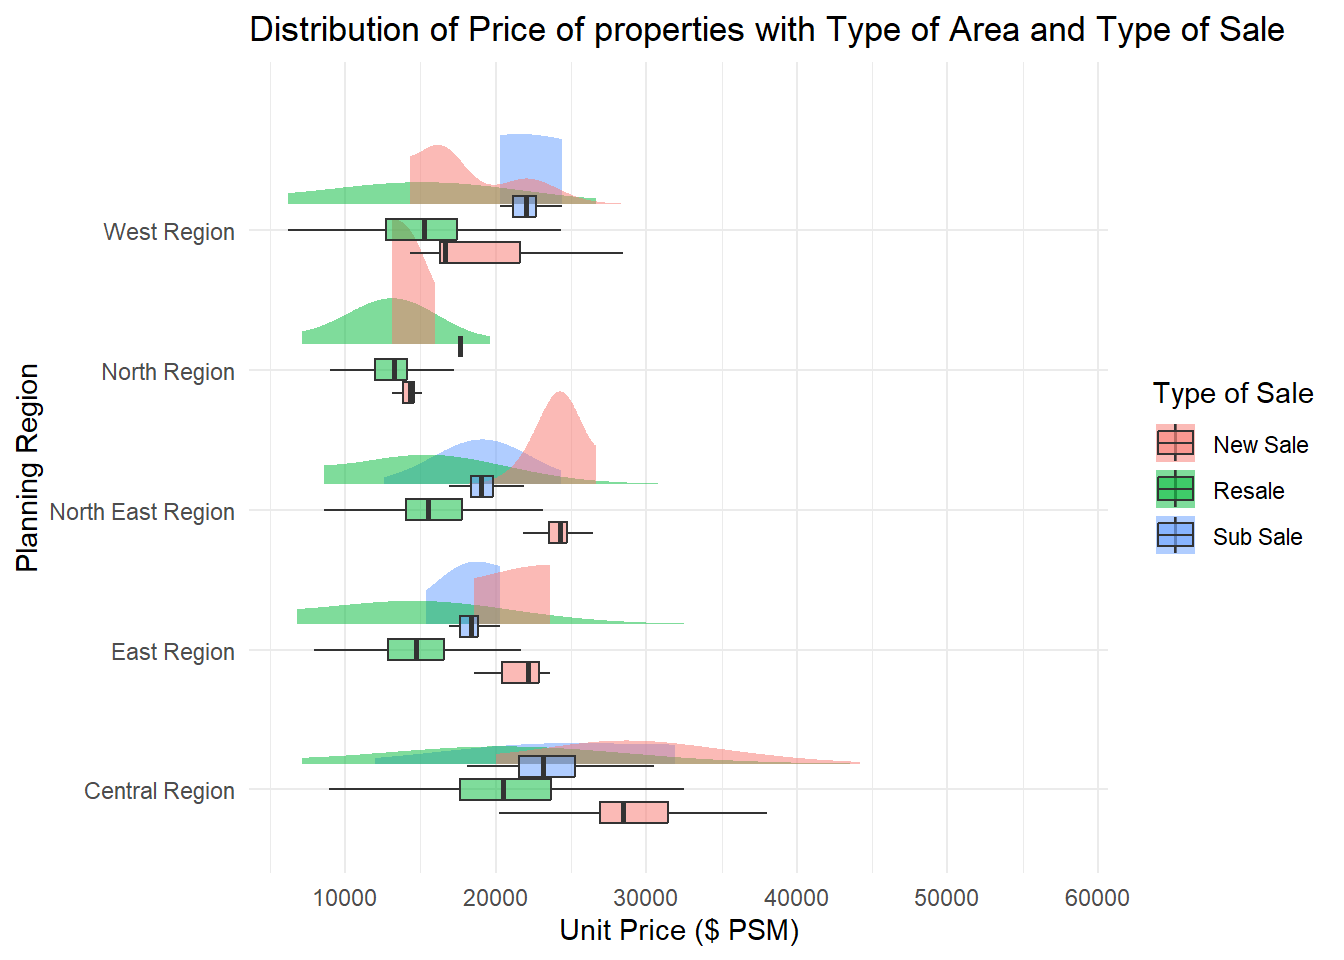 Distribution of Price of properties with Type of Area and Type of Sale
Planning Region
West Region
North Region
North East Region
East Region
Central Region
10000 20000 30000 40000 50000 60000
Unit Price ($ PSM)
Type of Sale
New Sale
Resale
Sub Sale